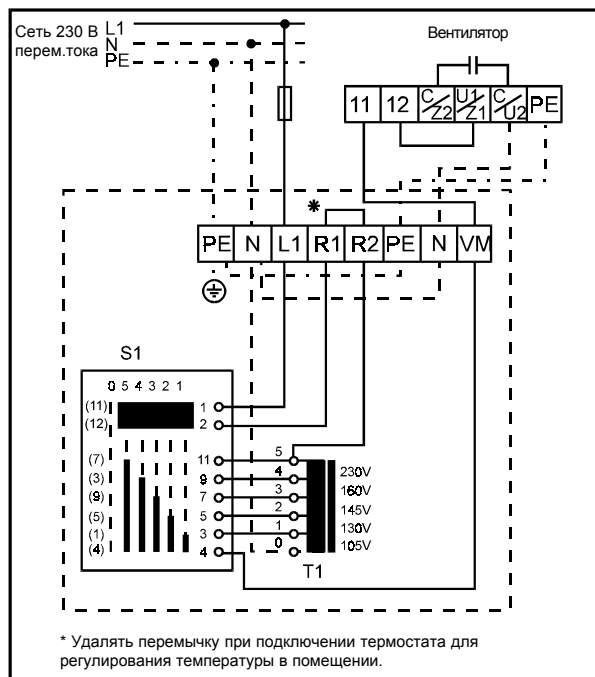 Сеть 230 В L1
перем.тока N
PE
Вентилятор
11 12 C/Z2 U1/Z1 C/U2 PE
*
PE N L1 R1 R2 PE N VM
S1
0 5 4 3 2 1
(11) 1
(12) 2
(7) 11 5
(3) 9 4 230V
(9) 7 3 160V
(5) 5 2 145V
(1) 3 1 130V
(4) 4 0 105V
T1
* Удалять перемычку при подключении термостата для
регулирования температуры в помещении.